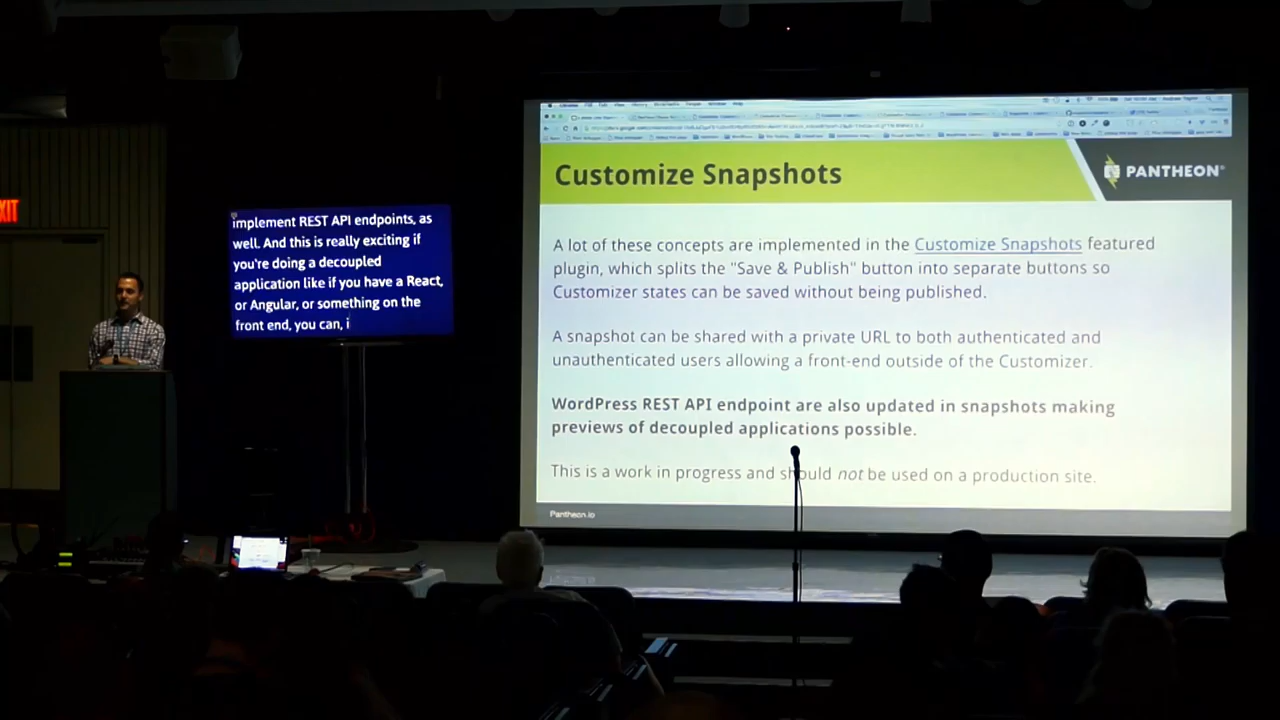 EXIT
implement REST API endpoints, as
well. And this is really exciting if
you're doing a decoupled
application like if you have a React,
or Angular, or something on the
front end, you can, i
Customize Snapshots
PANTHEON®
A lot of these concepts are implemented in the Customize Snapshots featured
plugin, which splits the "Save & Publish" button into separate buttons so
Customizer states can be saved without being published.
A snapshot can be shared with a private URL to both authenticated and
unauthenticated users allowing a front-end outside of the Customizer.
WordPress REST API endpoint are also updated in snapshots making
previews of decoupled applications possible.
This is a work in progress and should not be used on a production site.
Pantheon.io